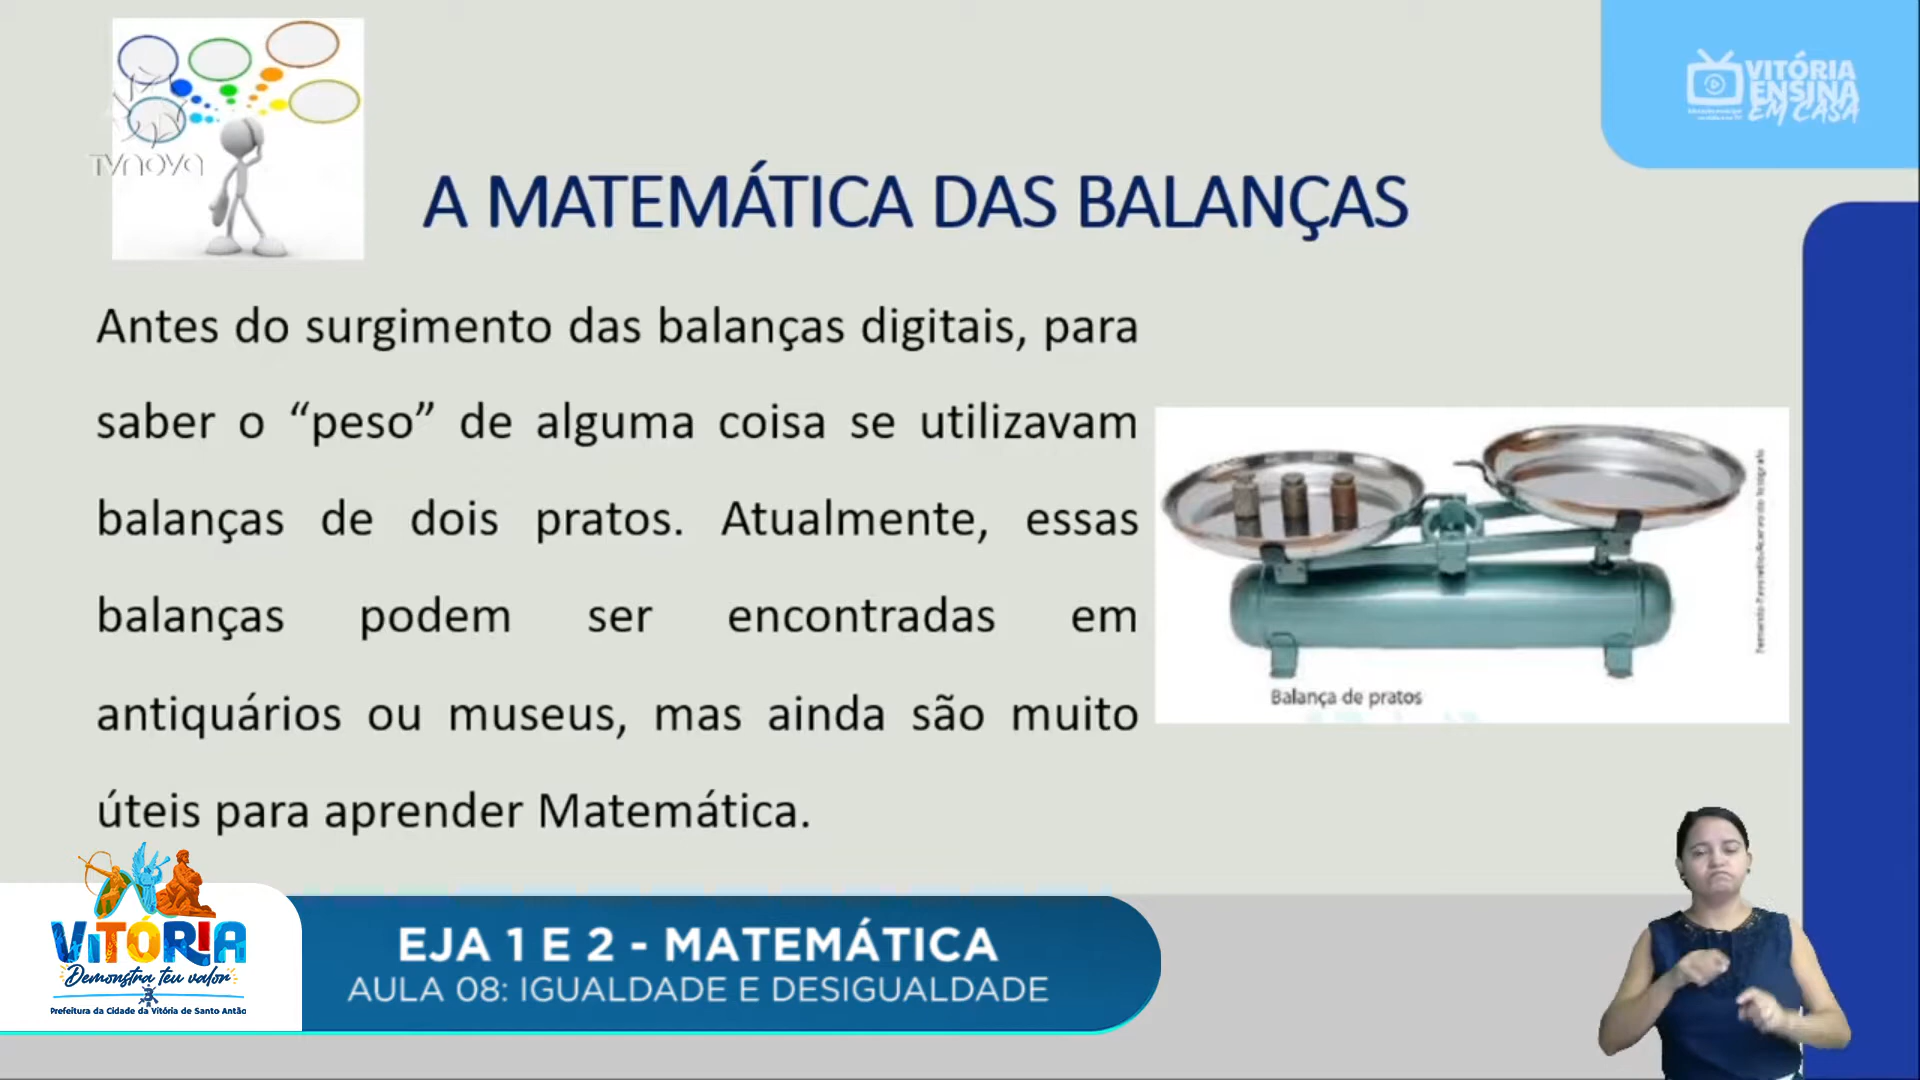 TVNOVA
VITÓRIA
ENSINA
EM CASA
A MATEMÁTICA DAS BALANÇAS
Antes do surgimento das balanças digitais, para
saber o “peso” de alguma coisa se utilizavam
balanças de dois pratos. Atualmente, essas
balanças podem ser encontradas em
antiquários ou museus, mas ainda são muito
úteis para aprender Matemática.
Balança de pratos
VITÓRIA
Demonstra teu valor
Prefeitura da Cidade da Vitória de Santo Antão
EJA 1 E 2 - MATEMÁTICA
AULA 08: IGUALDADE E DESIGUALDADE